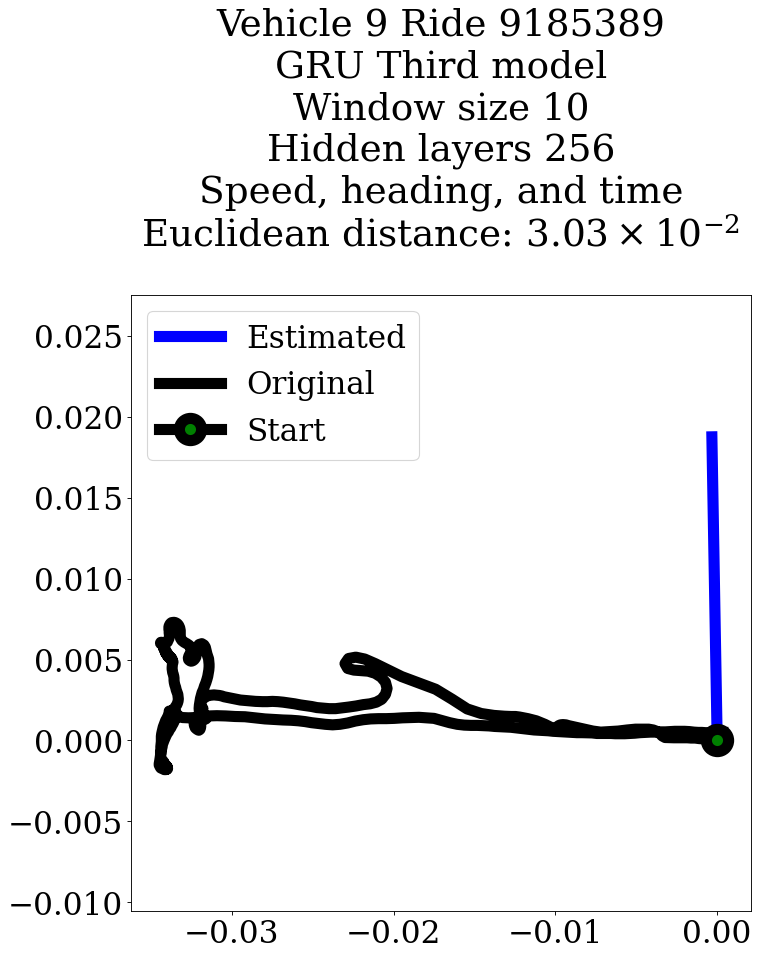 Vehicle 9 Ride 9185389
GRU Third model
Window size 10
Hidden layers 256
Speed, heading, and time
Euclidean distance: 3.03 × 10⁻²
Estimated
Original
Start
0.025
0.020
0.015
0.010
0.005
0.000
−0.005
−0.010
−0.03 −0.02 −0.01 0.00